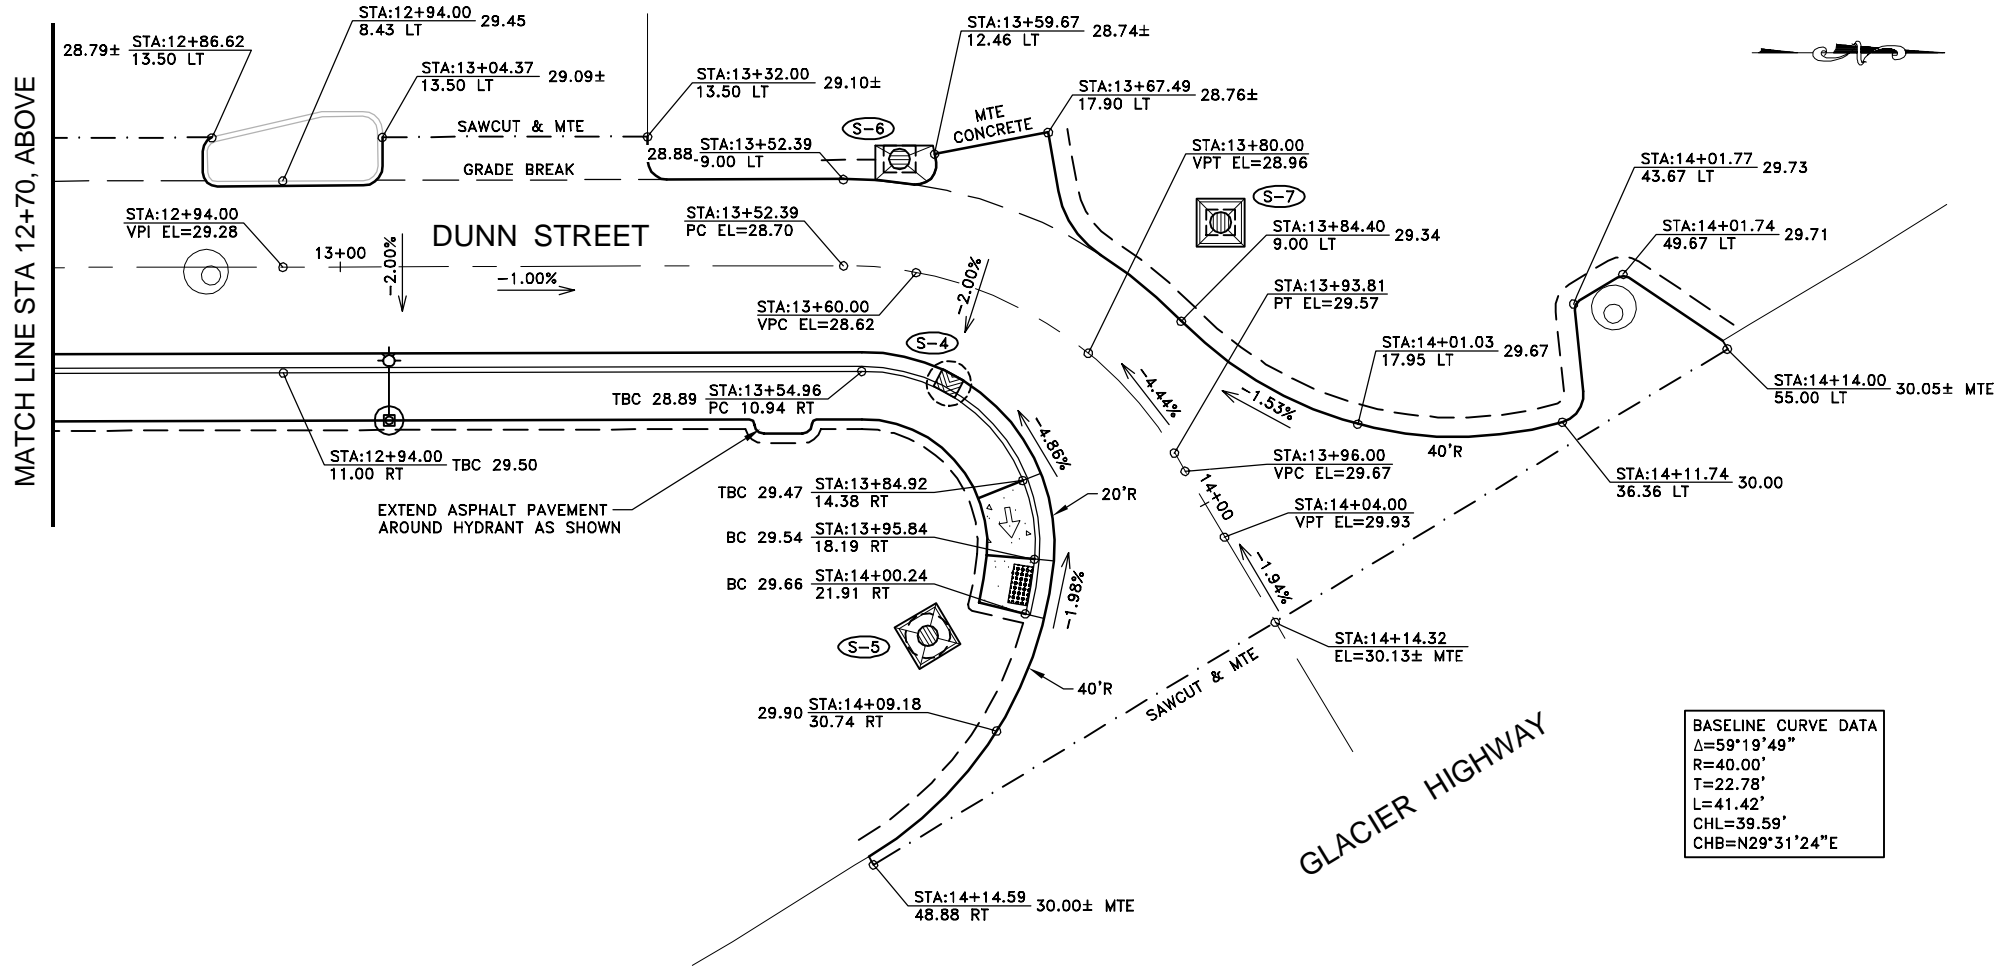 MATCH LINE STA 12+70, ABOVE
28.79±
STA:12+86.62
13.50 LT
STA:12+94.00
8.43 LT
29.45
STA:13+04.37
13.50 LT
29.09±
SAWCUT & MTE
GRADE BREAK
STA:13+32.00
13.50 LT
29.10±
28.88
STA:13+52.39
9.00 LT
S-6
STA:13+59.67
12.46 LT
28.74±
MTE
CONCRETE
STA:13+67.49
17.90 LT
28.76±
STA:13+80.00
VPT EL=28.96
S-7
STA:13+84.40
9.00 LT
29.34
STA:14+01.77
43.67 LT
29.73
STA:14+01.74
49.67 LT
29.71
STA:12+94.00
VPI EL=29.28
13+00
-2.00%
DUNN STREET
-1.00%
STA:13+52.39
PC EL=28.70
STA:13+60.00
VPC EL=28.62
-2.00%
STA:13+93.81
PT EL=29.57
S-4
STA:14+01.03
17.95 LT
29.67
STA:14+14.00
55.00 LT
30.05± MTE
TBC 28.89
STA:13+54.96
PC 10.94 RT
-4.44%
-1.53%
-4.86%
40'R
STA:12+94.00
11.00 RT
TBC 29.50
STA:13+96.00
VPC EL=29.67
STA:14+11.74
36.36 LT
30.00
EXTEND ASPHALT PAVEMENT
AROUND HYDRANT AS SHOWN
TBC 29.47
STA:13+84.92
14.38 RT
20'R
14+00
STA:14+04.00
VPT EL=29.93
BC 29.54
STA:13+95.84
18.19 RT
BC 29.66
STA:14+00.24
21.91 RT
-1.98%
-1.94%
S-5
STA:14+14.32
EL=30.13± MTE
SAWCUT & MTE
40'R
29.90
STA:14+09.18
30.74 RT
GLACIER HIGHWAY
STA:14+14.59
48.88 RT
30.00± MTE
BASELINE CURVE DATA
Δ=59°19'49"
R=40.00'
T=22.78'
L=41.42'
CHL=39.59'
CHB=N29°31'24"E